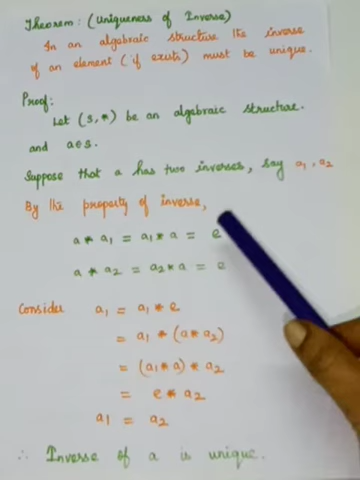 Theorem: (Uniqueness of Inverse)
In an algebraic structure the inverse
of an element (if exists) must be unique.
Proof:
Let (S,*) be an algebraic structure.
and a∈S.
Suppose that a has two inverses, say a₁, a₂
By the property of inverse,
a * a₁ = a₁ * a = e
a * a₂ = a₂ * a = e
Consider a₁ = a₁ * e
= a₁ * (a * a₂)
= (a₁ * a) * a₂
= e * a₂
a₁ = a₂
∴ Inverse of a is unique.